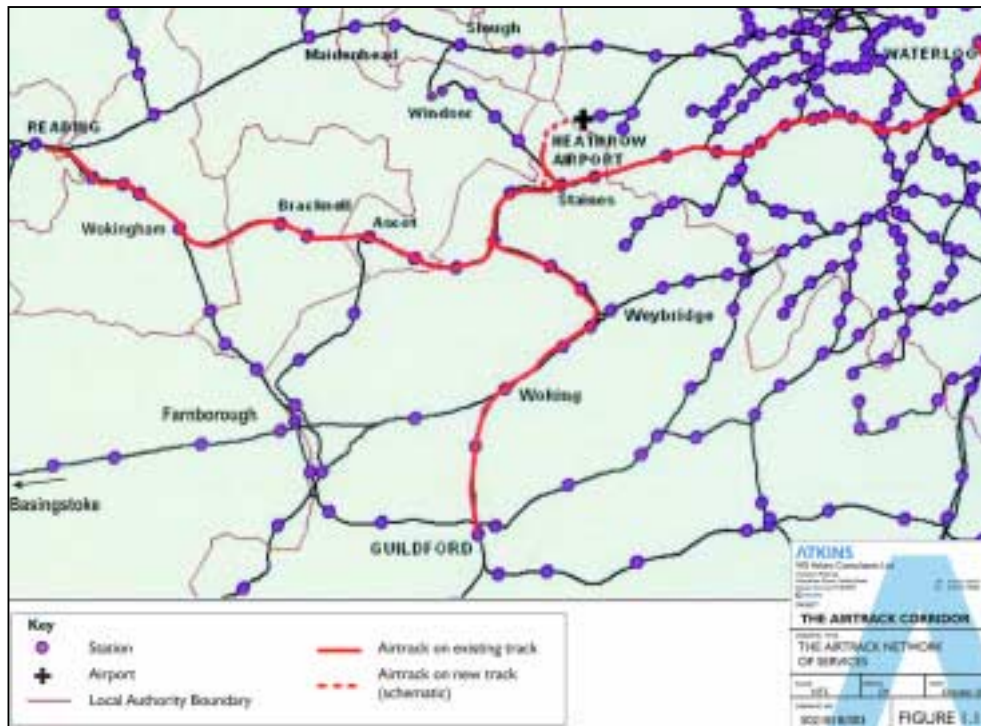 Slough
Maidenhead
WATERLOO
Windsor
READING
HEATHROW
AIRPORT
Staines
Bracknell
Ascot
Wokingham
Weybridge
Woking
Farnborough
Basingstoke
GUILDFORD
ATKINS
THE AIRTRACK CORRIDOR
THE AIRTRACK NETWORK
OF SERVICES
FIGURE 1.1
Key
Station
Airport
Local Authority Boundary
Airtrack on existing track
Airtrack on new track
(schematic)